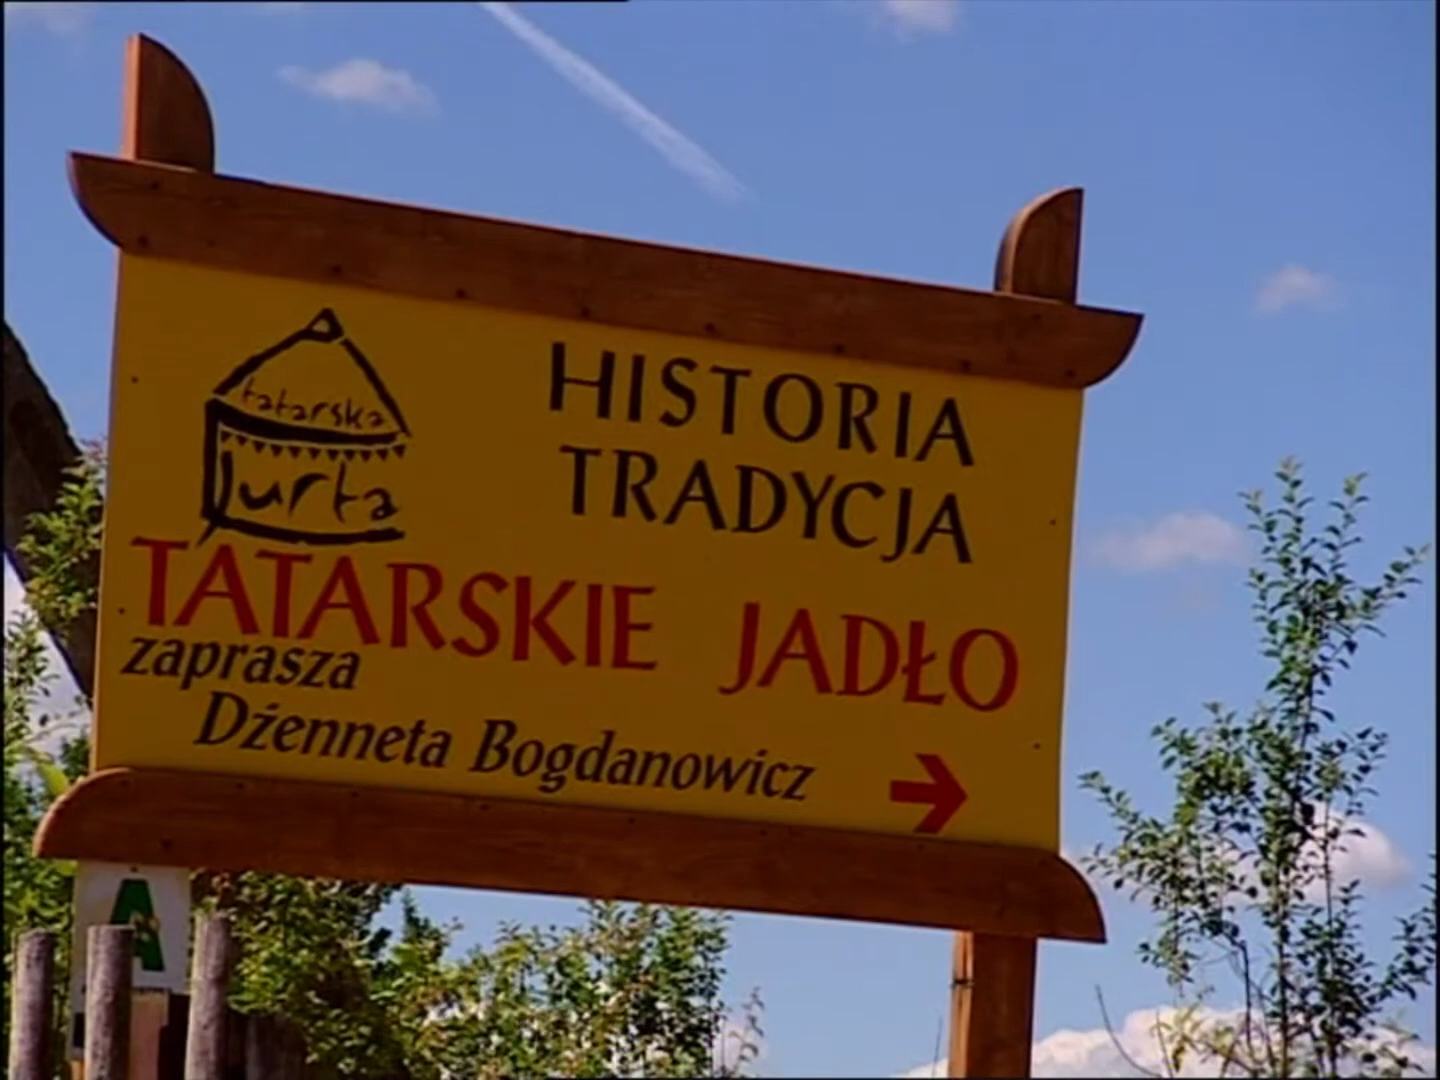 tatarska
Jurta
HISTORIA
TRADYCJA
TATARSKIE JADŁO
zaprasza
Dżenneta Bogdanowicz
A